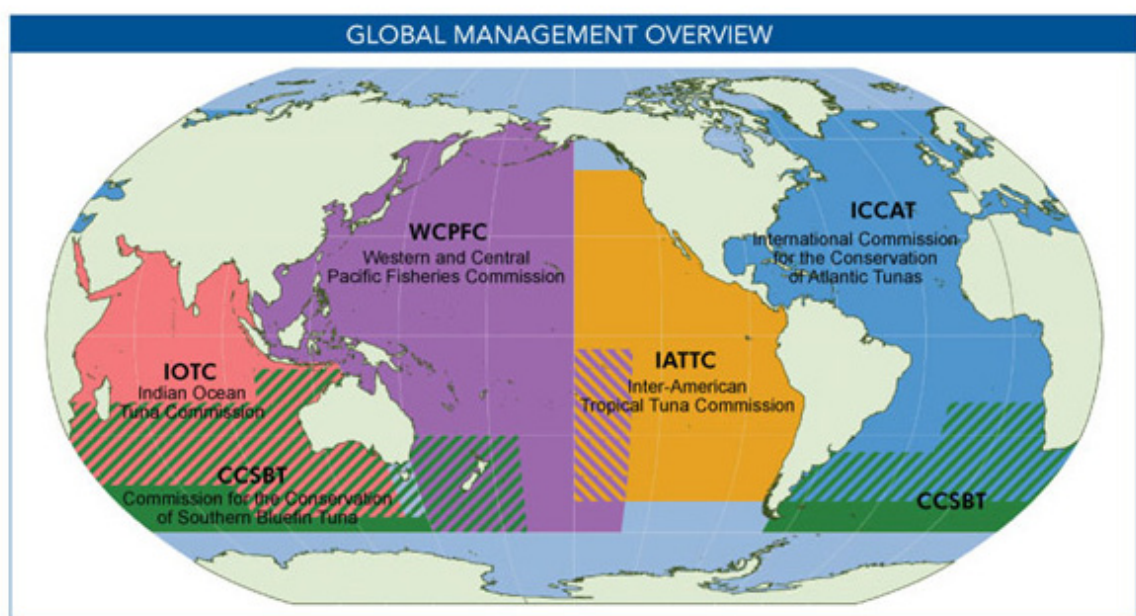 GLOBAL MANAGEMENT OVERVIEW
WCPFC
Western and Central
Pacific Fisheries Commission
ICCAT
International Commission
for the Conservation
of Atlantic Tunas
IOTC
Indian Ocean
Tuna Commission
IATTC
Inter-American
Tropical Tuna Commission
CCSBT
Commission for the Conservation
of Southern Bluefin Tuna
CCSBT